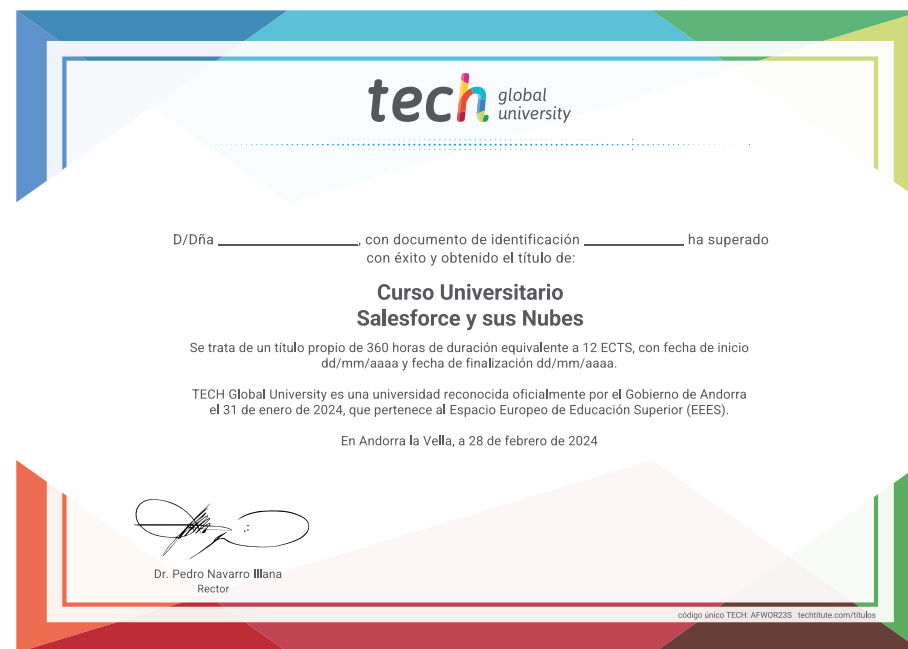 tech global university
D/Dña ____________________, con documento de identificación ______________ ha superado
con éxito y obtenido el título de:
Curso Universitario
Salesforce y sus Nubes
Se trata de un título propio de 360 horas de duración equivalente a 12 ECTS, con fecha de inicio
dd/mm/aaaa y fecha de finalización dd/mm/aaaa.
TECH Global University es una universidad reconocida oficialmente por el Gobierno de Andorra
el 31 de enero de 2024, que pertenece al Espacio Europeo de Educación Superior (EEES).
En Andorra la Vella, a 28 de febrero de 2024
Dr. Pedro Navarro Illana
Rector
código único TECH: AFWOR23S techtitute.com/titulos